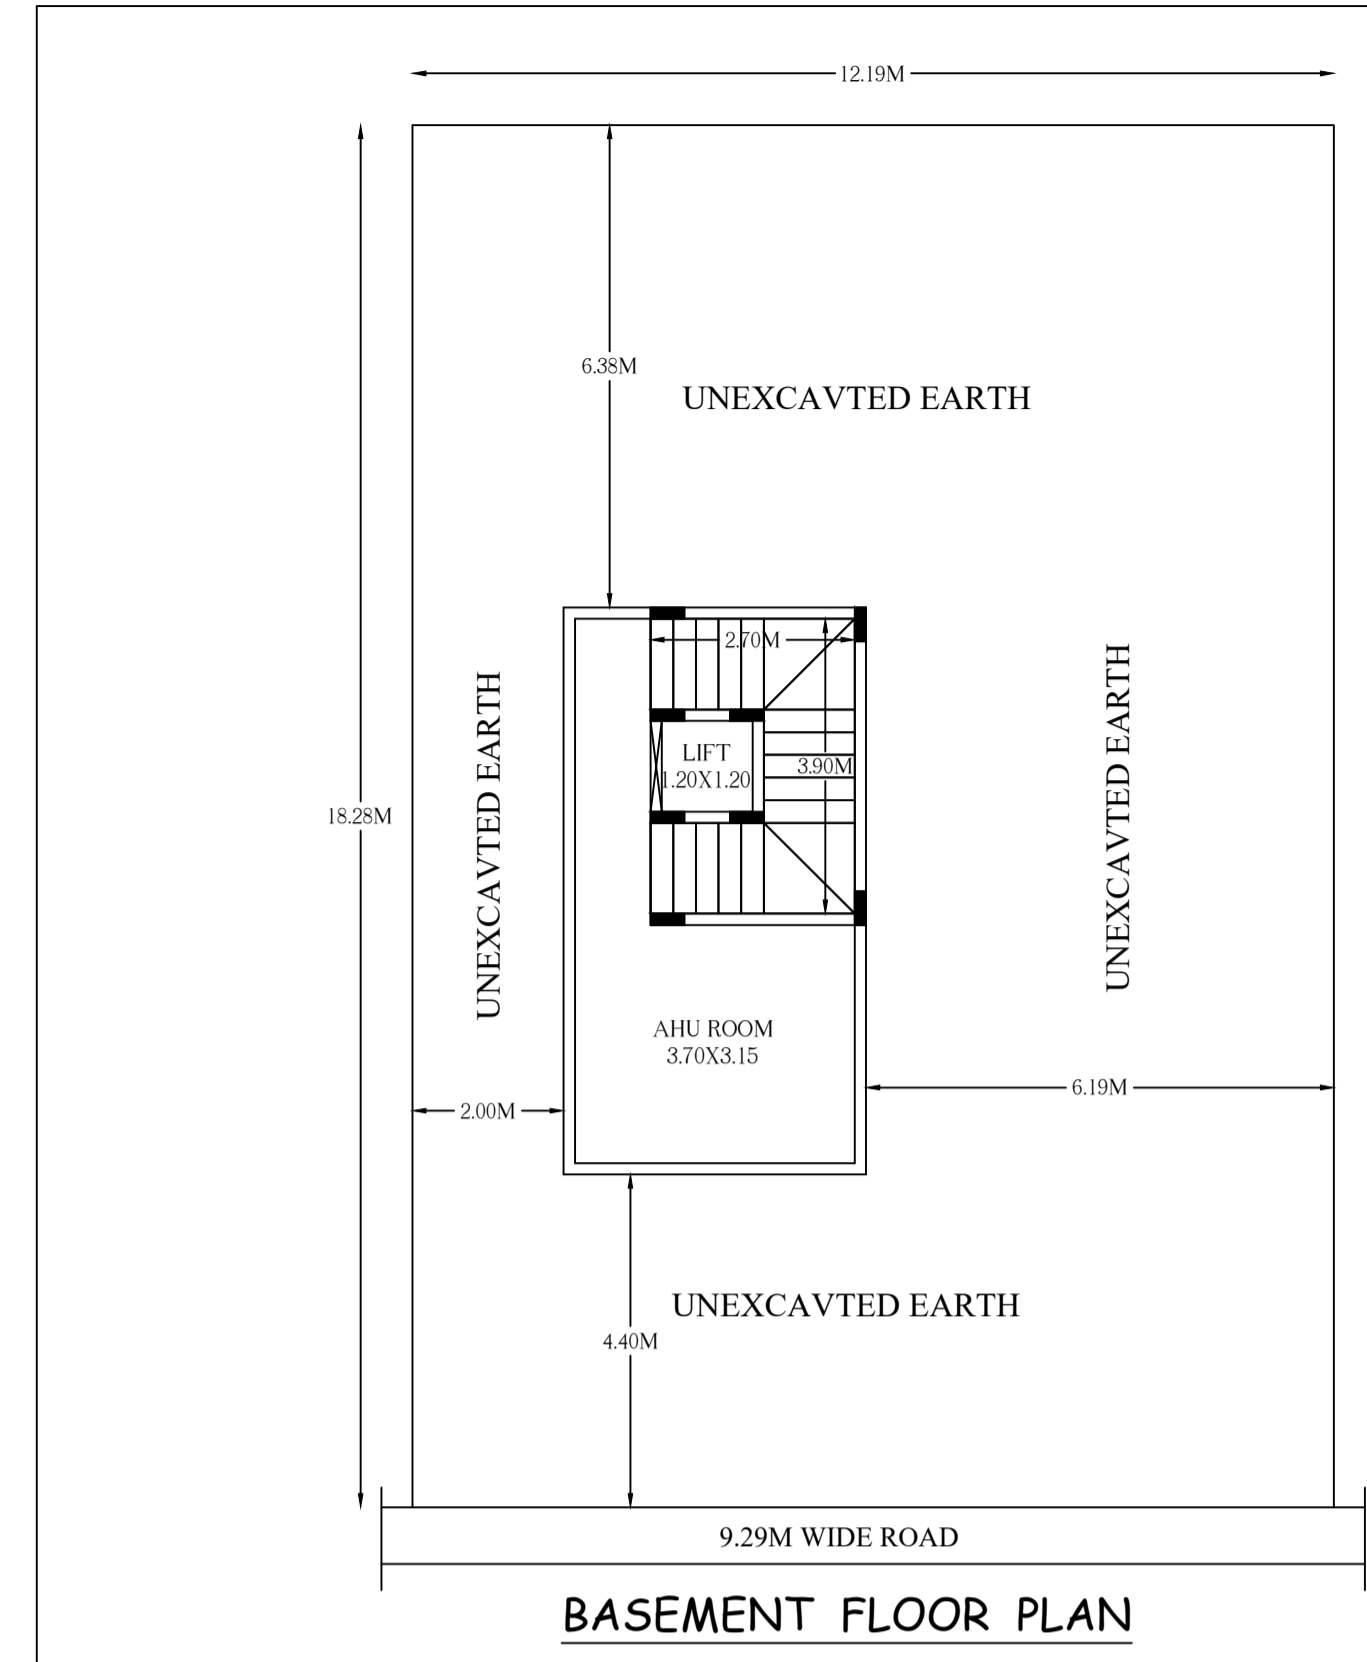 12.19M
6.38M
UNEXCAVTED EARTH
2.70M
LIFT
1.20X1.20
3.90M
18.28M
UNEXCAVTED EARTH
UNEXCAVTED EARTH
AHU ROOM
3.70X3.15
6.19M
2.00M
UNEXCAVTED EARTH
4.40M
9.29M WIDE ROAD
BASEMENT FLOOR PLAN